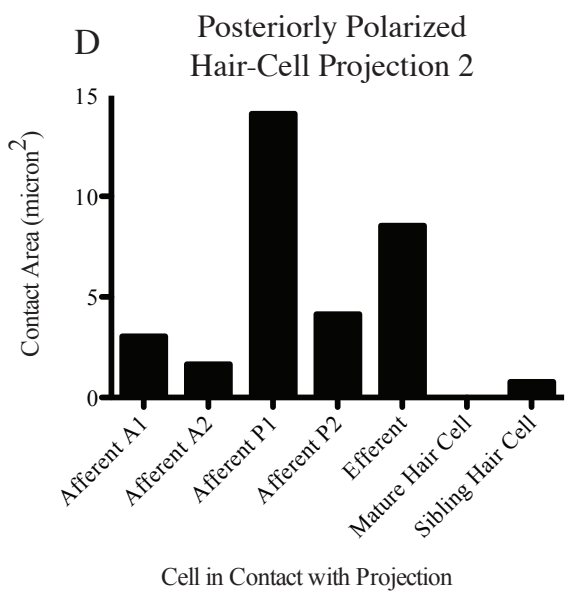 D
Posteriorly Polarized
Hair-Cell Projection 2
Contact Area (micron²)
15
10
5
0
Afferent A1
Afferent A2
Afferent P1
Afferent P2
Efferent
Mature Hair Cell
Sibling Hair Cell
Cell in Contact with Projection